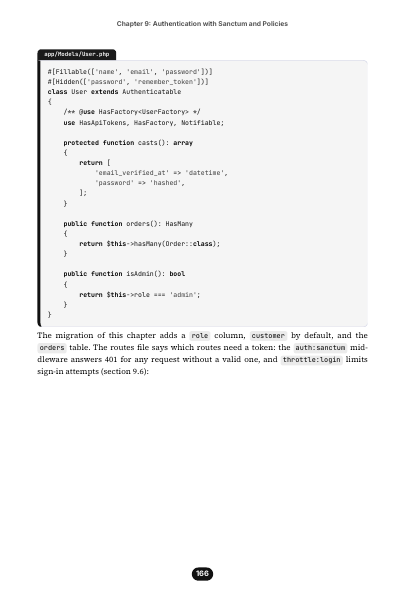 Chapter 9: Authentication with Sanctum and Policies
app/Models/User.php
#[Fillable(['name', 'email', 'password'])]
#[Hidden(['password', 'remember_token'])]
class User extends Authenticatable
{
    /** @use HasFactory<UserFactory> */
    use HasApiTokens, HasFactory, Notifiable;

    protected function casts(): array
    {
        return [
            'email_verified_at' => 'datetime',
            'password' => 'hashed',
        ];
    }

    public function orders(): HasMany
    {
        return $this->hasMany(Order::class);
    }

    public function isAdmin(): bool
    {
        return $this->role === 'admin';
    }
}
The migration of this chapter adds a role column, customer by default, and the
orders table. The routes file says which routes need a token: the auth:sanctum mid-
dleware answers 401 for any request without a valid one, and throttle:login limits
sign-in attempts (section 9.6):
166